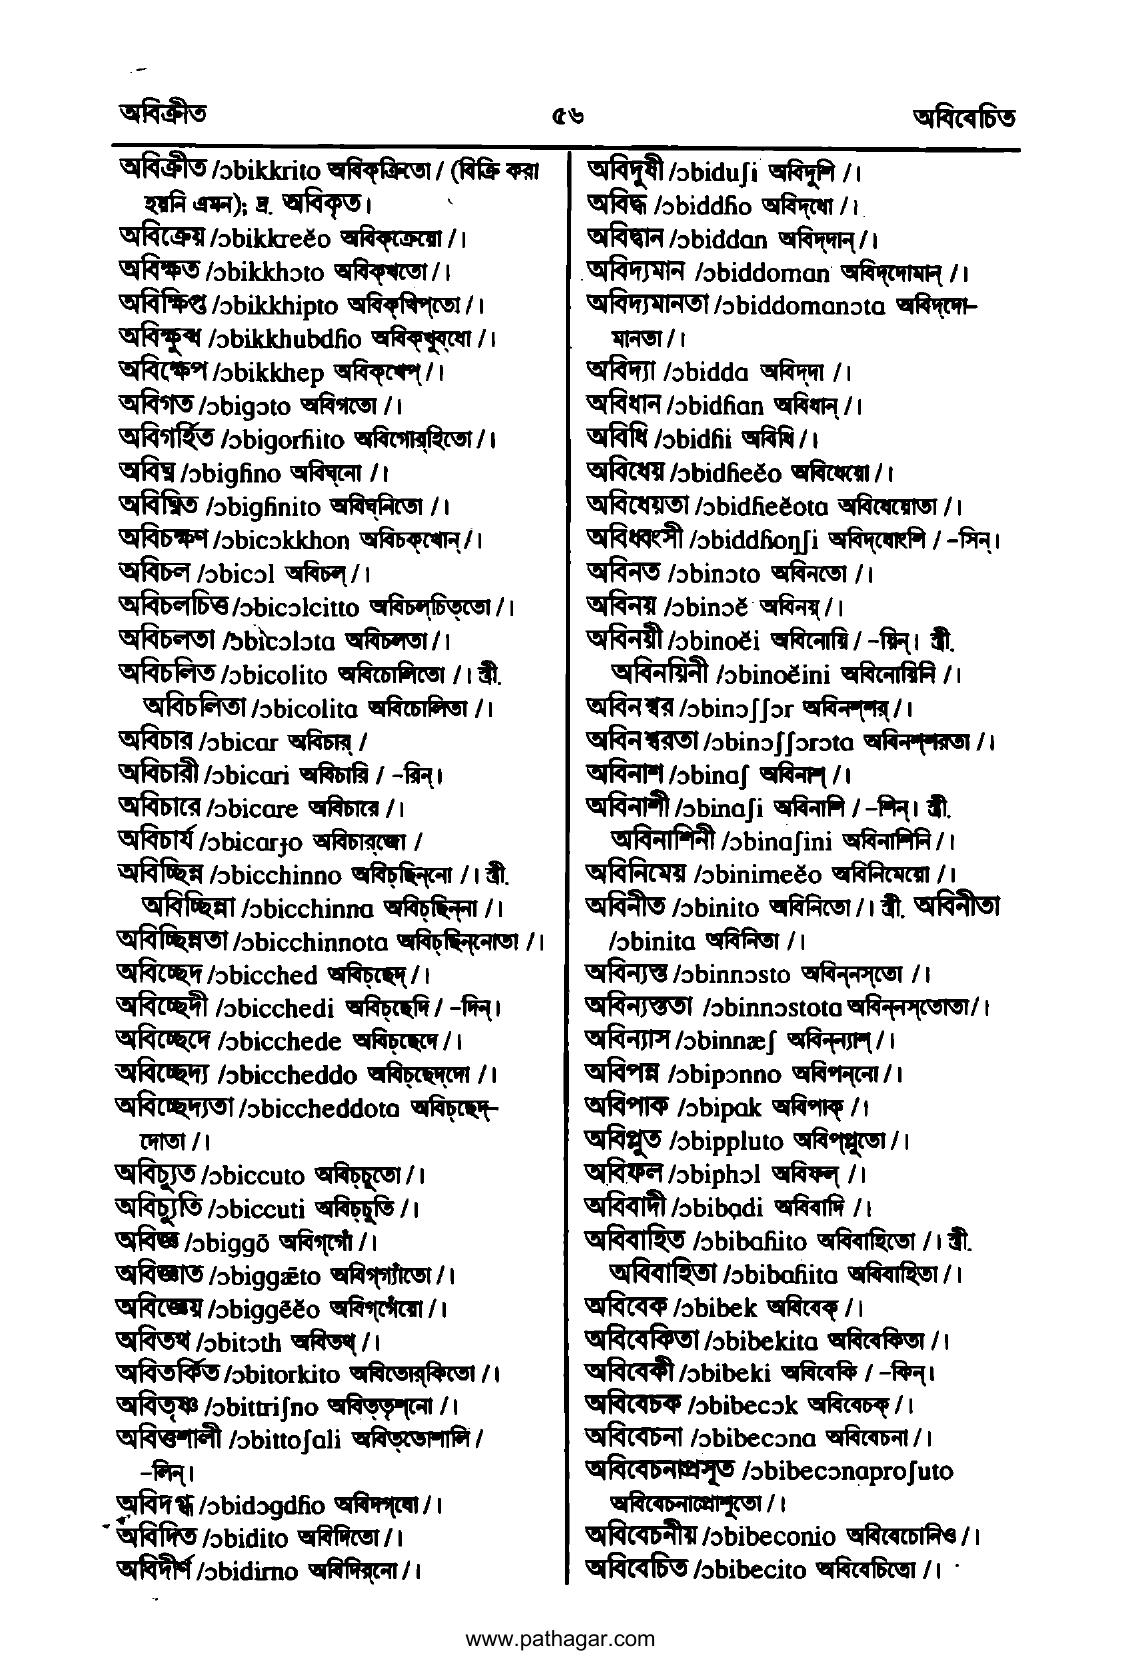 অবিক্রীত ৫৬ অবিবেচিত
অবিক্রীত /ɔbikkrito অবিক্‌ক্রিতো / (বিক্রি করা
হয়নি এমন); দ্র. অবিকৃত।
অবিক্রেয় /ɔbikkreĕo অবিক্‌ক্রেয়ো /।
অবিক্ষত /ɔbikkhɔto অবিক্‌খতো /।
অবিক্ষিপ্ত /ɔbikkhipto অবিক্‌খিপ্‌তো /।
অবিক্ষুব্ধ /ɔbikkhubdɦo অবিক্‌খুব্‌ধো /।
অবিক্ষেপ /ɔbikkhep অবিক্‌খেপ্ /।
অবিগত /ɔbigɔto অবিগতো /।
অবিগর্হিত /ɔbigorɦito অবিগোর্‌হিতো /।
অবিঘ্ন /ɔbigɦno অবিঘ্‌নো /।
অবিঘ্নিত /ɔbigɦnito অবিঘ্‌নিতো /।
অবিচক্ষণ /ɔbicɔkkhon অবিচক্‌খোন্ /।
অবিচল /ɔbicɔl অবিচল্ /।
অবিচলচিত্ত /ɔbicɔlcitto অবিচল্‌চিত্‌তো /।
অবিচলতা /ɔbicɔlɔta অবিচলতা /।
অবিচলিত /ɔbicolito অবিচোলিতো /। স্ত্রী.
অবিচলিতা /ɔbicolita অবিচোলিতা /।
অবিচার /ɔbicar অবিচার্ /
অবিচারী /ɔbicari অবিচারি / -রিন্।
অবিচারে /ɔbicare অবিচারে /।
অবিচার্য /ɔbicarɟo অবিচার্‌জো /
অবিচ্ছিন্ন /ɔbicchinno অবিচ্‌ছিন্‌নো /। স্ত্রী.
অবিচ্ছিন্না /ɔbicchinna অবিচ্‌ছিন্‌না /।
অবিচ্ছিন্নতা /ɔbicchinnota অবিচ্‌ছিন্‌নোতা /।
অবিচ্ছেদ /ɔbicched অবিচ্‌ছেদ্ /।
অবিচ্ছেদী /ɔbicchedi অবিচ্‌ছেদি / -দিন্।
অবিচ্ছেদে /ɔbicchede অবিচ্‌ছেদে /।
অবিচ্ছেদ্য /ɔbiccheddo অবিচ্‌ছেদ্‌দো /।
অবিচ্ছেদ্যতা /ɔbiccheddota অবিচ্‌ছেদ্-
দোতা /।
অবিচ্যুত /ɔbiccuto অবিচ্‌চুতো /।
অবিচ্যুতি /ɔbiccuti অবিচ্‌চুতি /।
অবিজ্ঞ /ɔbiggõ অবিগ্‌গোঁ /।
অবিজ্ঞাত /ɔbiggæ̃to অবিগ্‌গ্যাঁতো /।
অবিজ্ঞেয় /ɔbiggẽĕo অবিগ্‌গেঁয়ো /।
অবিতথ /ɔbitɔth অবিতথ্ /।
অবিতর্কিত /ɔbitorkito অবিতোর্‌কিতো /।
অবিতৃষ্ণ /ɔbittriʃno অবিত্‌তৃশ্‌নো /।
অবিত্তশালী /ɔbittoʃali অবিত্‌তোশালি /
-লিন্।
অবিদগ্ধ /ɔbidɔgdɦo অবিদগ্‌ধো /।
অবিদিত /ɔbidito অবিদিতো /।
অবিদীর্ণ /ɔbidirno অবিদির্‌নো /।
অবিদুষী /ɔbiduʃi অবিদুশি /।
অবিদ্ধ /ɔbiddɦo অবিদ্‌ধো /।
অবিদ্বান /ɔbiddan অবিদ্‌দান্ /।
অবিদ্যমান /ɔbiddoman অবিদ্‌দোমান্ /।
অবিদ্যমানতা /ɔbiddomanɔta অবিদ্‌দো-
মানতা /।
অবিদ্যা /ɔbidda অবিদ্‌দা /।
অবিধান /ɔbidɦan অবিধান্ /।
অবিধি /ɔbidɦi অবিধি /।
অবিধেয় /ɔbidɦeĕo অবিধেয়ো /।
অবিধেয়তা /ɔbidɦeĕota অবিধেয়োতা /।
অবিধ্বংসী /ɔbiddɦoŋʃi অবিদ্‌ধোংশি / -সিন্।
অবিনত /ɔbinɔto অবিনতো /।
অবিনয় /ɔbinɔĕ অবিনয়্ /।
অবিনয়ী /ɔbinoĕi অবিনোয়ি / -য়িন্। স্ত্রী.
অবিনয়িনী /ɔbinoĕini অবিনোয়িনি /।
অবিনশ্বর /ɔbinɔʃʃɔr অবিনশ্‌শর্ /।
অবিনশ্বরতা /ɔbinɔʃʃɔrɔta অবিনশ্‌শরতা /।
অবিনাশ /ɔbinaʃ অবিনাশ্ /।
অবিনাশী /ɔbinaʃi অবিনাশি / -শিন্। স্ত্রী.
অবিনাশিনী /ɔbinaʃini অবিনাশিনি /।
অবিনিমেয় /ɔbinimeĕo অবিনিমেয়ো /।
অবিনীত /ɔbinito অবিনিতো /। স্ত্রী. অবিনীতা
/ɔbinita অবিনিতা /।
অবিন্যস্ত /ɔbinnɔsto অবিন্‌নস্‌তো /।
অবিন্যস্ততা /ɔbinnɔstota অবিন্‌নস্‌তোতা /।
অবিন্যাস /ɔbinnæʃ অবিন্‌ন্যাশ্ /।
অবিপন্ন /ɔbipɔnno অবিপন্‌নো /।
অবিপাক /ɔbipak অবিপাক্ /।
অবিপ্লুত /ɔbippluto অবিপ্‌প্লুতো /।
অবিফল /ɔbiphɔl অবিফল্ /।
অবিবাদী /ɔbibadi অবিবাদি /।
অবিবাহিত /ɔbibaɦito অবিবাহিতো /। স্ত্রী.
অবিবাহিতা /ɔbibaɦita অবিবাহিতা /।
অবিবেক /ɔbibek অবিবেক্ /।
অবিবেকিতা /ɔbibekita অবিবেকিতা /।
অবিবেকী /ɔbibeki অবিবেকি / -কিন্।
অবিবেচক /ɔbibecɔk অবিবেচক্ /।
অবিবেচনা /ɔbibecɔna অবিবেচনা /।
অবিবেচনাপ্রসূত /ɔbibecɔnaproʃuto
অবিবেচনাপ্রোশুতো /।
অবিবেচনীয় /ɔbibeconio অবিবেচোনিও /।
অবিবেচিত /ɔbibecito অবিবেচিতো /।
www.pathagar.com